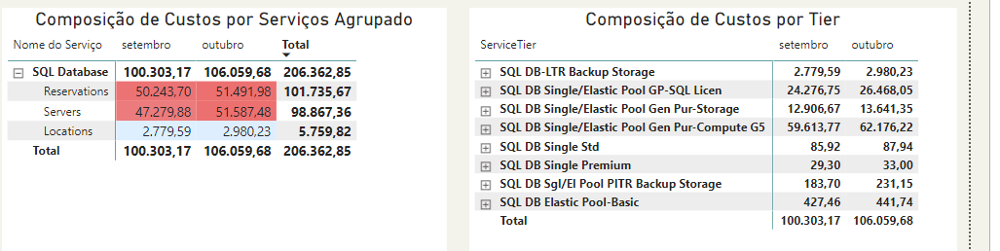 Composição de Custos por Serviços Agrupado
Nome do Serviço setembro outubro Total
SQL Database 100.303,17 106.059,68 206.362,85
Reservations 50.243,70 51.491,98 101.735,67
Servers 47.279,88 51.587,48 98.867,36
Locations 2.779,59 2.980,23 5.759,82
Total 100.303,17 106.059,68 206.362,85
Composição de Custos por Tier
ServiceTier setembro outubro
SQL DB-LTR Backup Storage 2.779,59 2.980,23
SQL DB Single/Elastic Pool GP-SQL Licen 24.276,75 26.468,05
SQL DB Single/Elastic Pool Gen Pur-Storage 12.906,67 13.641,35
SQL DB Single/Elastic Pool Gen Pur-Compute G5 59.613,77 62.176,22
SQL DB Single Std 85,92 87,94
SQL DB Single Premium 29,30 33,00
SQL DB Sgl/El Pool PITR Backup Storage 183,70 231,15
SQL DB Elastic Pool-Basic 427,46 441,74
Total 100.303,17 106.059,68